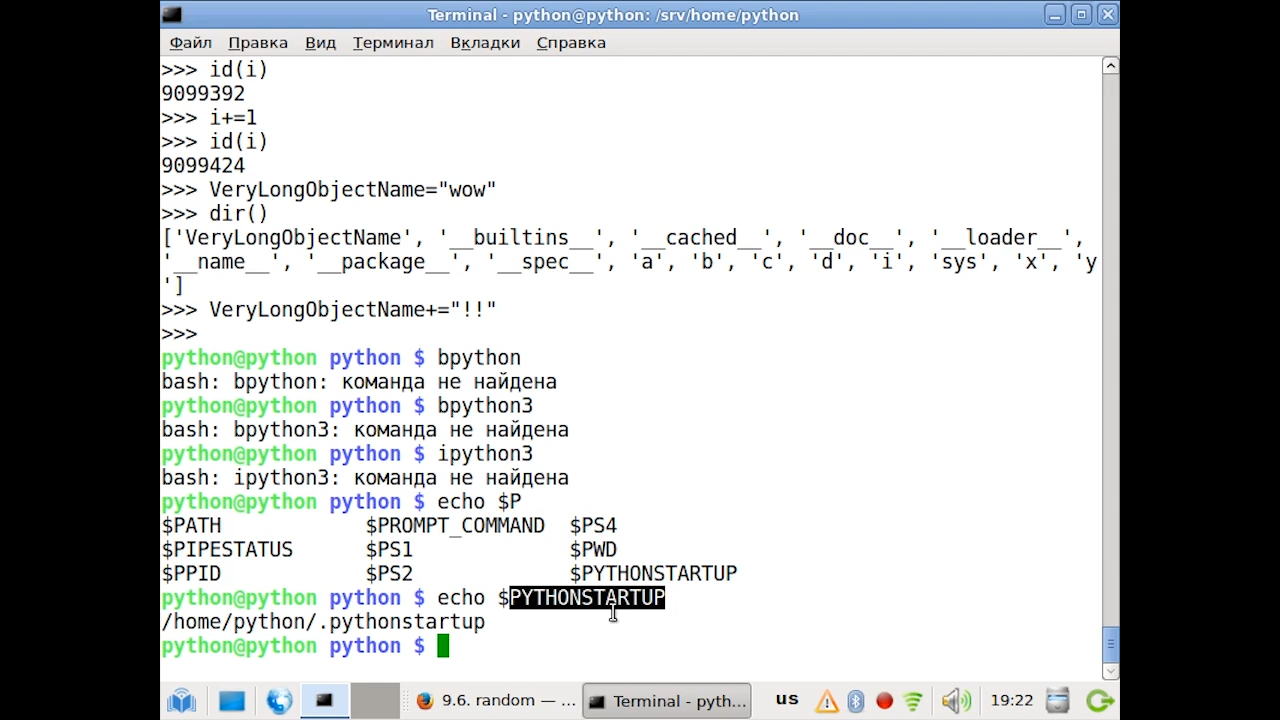 Terminal - python@python: /srv/home/python
Файл Правка Вид Терминал Вкладки Справка
>>> id(i)
9099392
>>> i+=1
>>> id(i)
9099424
>>> VeryLongObjectName="wow"
>>> dir()
['VeryLongObjectName', '__builtins__', '__cached__', '__doc__', '__loader__',
'__name__', '__package__', '__spec__', 'a', 'b', 'c', 'd', 'i', 'sys', 'x', 'y
']
>>> VeryLongObjectName+="!!"
>>>
python@python python $ bpython
bash: bpython: команда не найдена
python@python python $ bpython3
bash: bpython3: команда не найдена
python@python python $ ipython3
bash: ipython3: команда не найдена
python@python python $ echo $P
$PATH $PROMPT_COMMAND $PS4
$PIPESTATUS $PS1 $PWD
$PPID $PS2 $PYTHONSTARTUP
python@python python $ echo $PYTHONSTARTUP
/home/python/.pythonstartup
python@python python $
9.6. random — ... Terminal - pyth... us 19:22